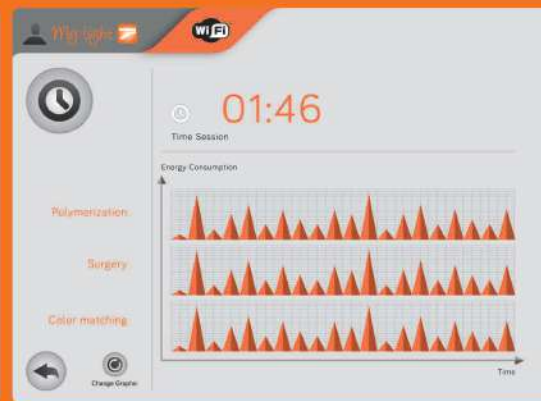 My light
WiFi
01:46
Time Session
Energy Consumption
Polymerization:
Surgery:
Color matching:
Change Graphic
Time